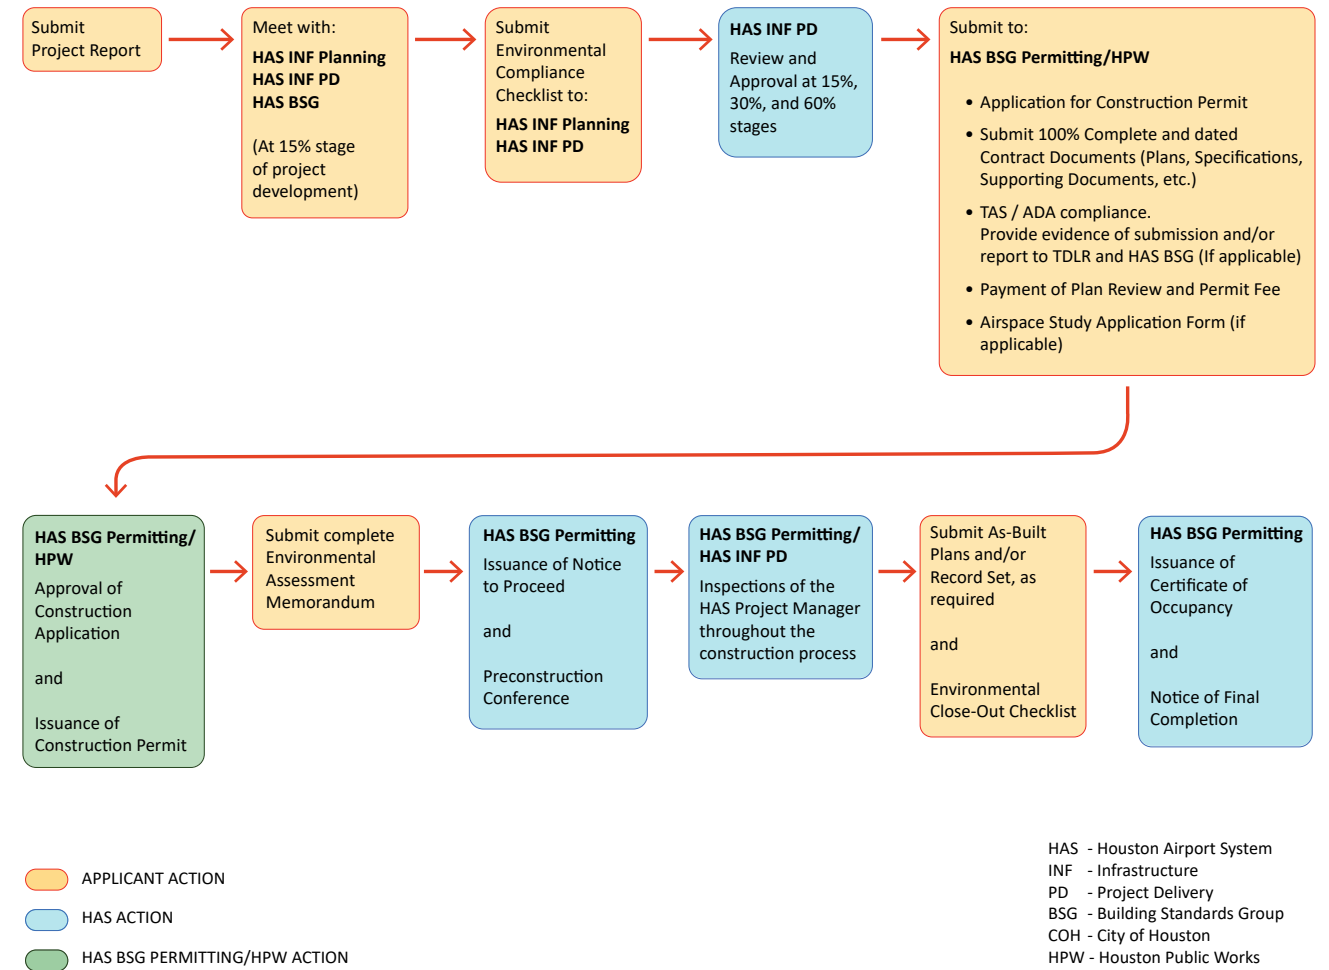 Submit
Project Report
Meet with:
HAS INF Planning
HAS INF PD
HAS BSG
(At 15% stage
of project
development)
Submit
Environmental
Compliance
Checklist to:
HAS INF Planning
HAS INF PD
HAS INF PD
Review and
Approval at 15%,
30%, and 60%
stages
Submit to:
HAS BSG Permitting/HPW
• Application for Construction Permit
• Submit 100% Complete and dated
Contract Documents (Plans, Specifications,
Supporting Documents, etc.)
• TAS / ADA compliance.
Provide evidence of submission and/or
report to TDLR and HAS BSG (If applicable)
• Payment of Plan Review and Permit Fee
• Airspace Study Application Form (if
applicable)
HAS BSG Permitting/
HPW
Approval of
Construction
Application
and
Issuance of
Construction Permit
Submit complete
Environmental
Assessment
Memorandum
HAS BSG Permitting
Issuance of Notice
to Proceed
and
Preconstruction
Conference
HAS BSG Permitting/
HAS INF PD
Inspections of the
HAS Project Manager
throughout the
construction process
Submit As-Built
Plans and/or
Record Set, as
required
and
Environmental
Close-Out Checklist
HAS BSG Permitting
Issuance of
Certificate of
Occupancy
and
Notice of Final
Completion
APPLICANT ACTION
HAS ACTION
HAS BSG PERMITTING/HPW ACTION
HAS - Houston Airport System
INF - Infrastructure
PD - Project Delivery
BSG - Building Standards Group
COH - City of Houston
HPW - Houston Public Works